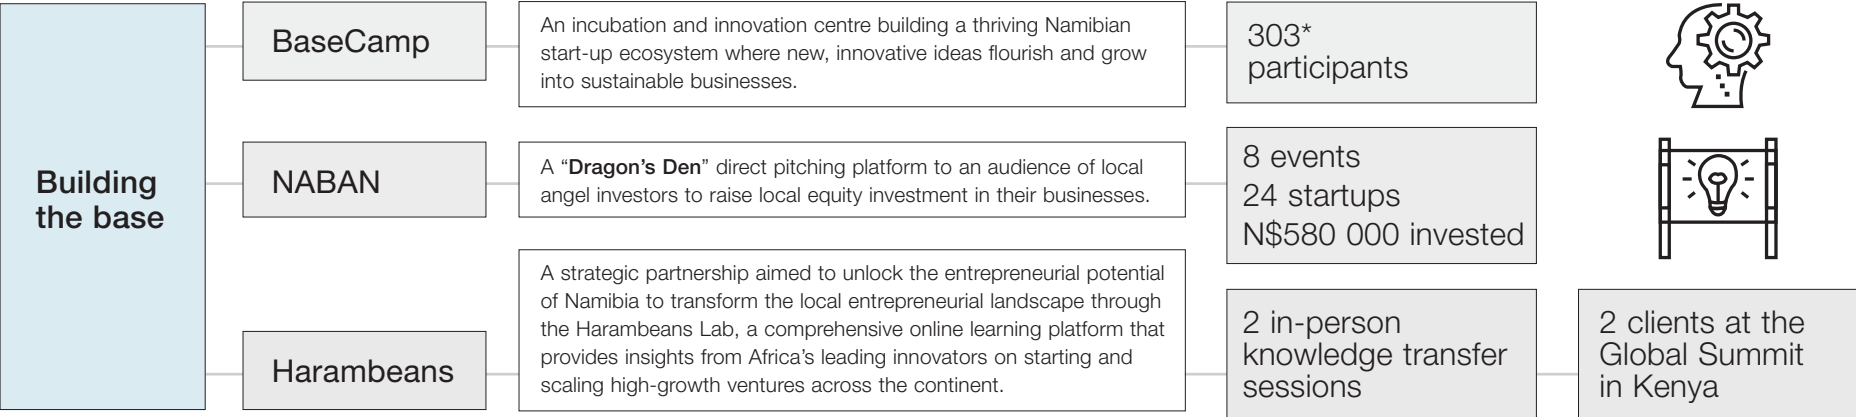 Building
the base
BaseCamp
An incubation and innovation centre building a thriving Namibian
start-up ecosystem where new, innovative ideas flourish and grow
into sustainable businesses.
303*
participants
NABAN
A “Dragon’s Den” direct pitching platform to an audience of local
angel investors to raise local equity investment in their businesses.
8 events
24 startups
N$580 000 invested
Harambeans
A strategic partnership aimed to unlock the entrepreneurial potential
of Namibia to transform the local entrepreneurial landscape through
the Harambeans Lab, a comprehensive online learning platform that
provides insights from Africa’s leading innovators on starting and
scaling high-growth ventures across the continent.
2 in-person
knowledge transfer
sessions
2 clients at the
Global Summit
in Kenya